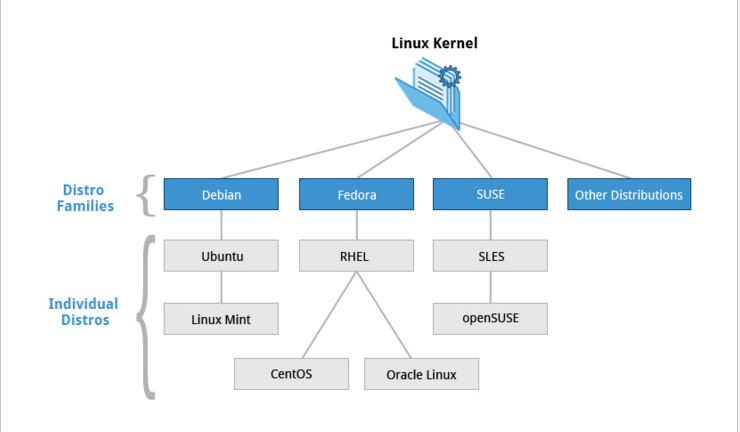 Linux Kernel
Distro
Families
Debian
Fedora
SUSE
Other Distributions
Individual
Distros
Ubuntu
RHEL
SLES
Linux Mint
openSUSE
CentOS
Oracle Linux